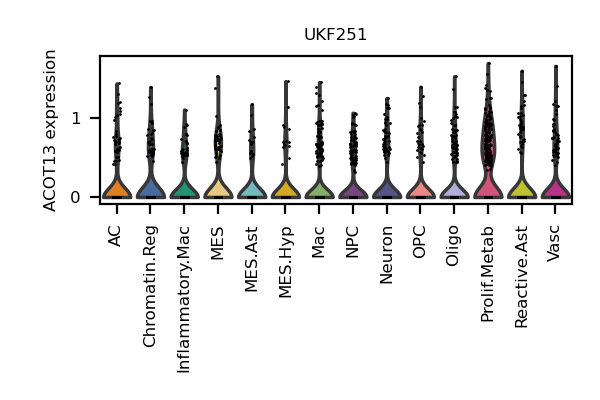 UKF251
ACOT13 expression
1
0
AC
Chromatin.Reg
Inflammatory.Mac
MES
MES.Ast
MES.Hyp
Mac
NPC
Neuron
OPC
Oligo
Prolif.Metab
Reactive.Ast
Vasc